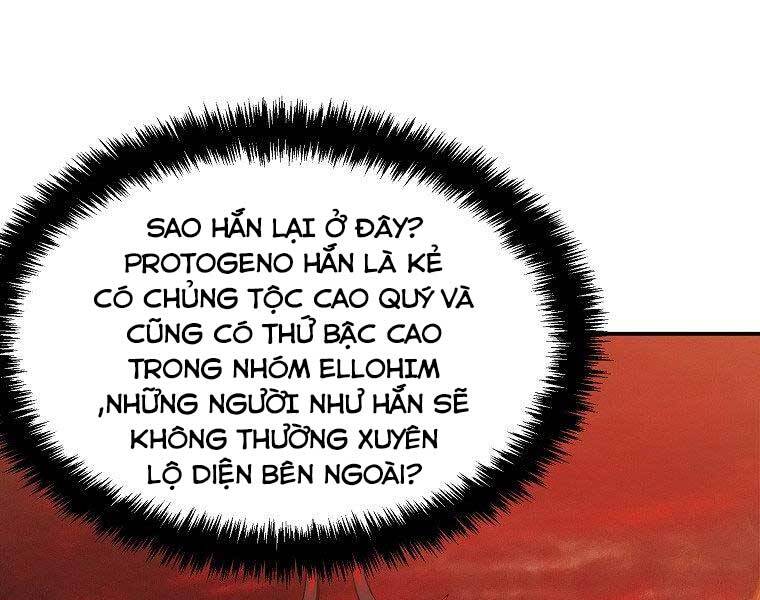 SAO HẮN LẠI Ở ĐÂY?
PROTOGENO HẮN LÀ KẺ
CÓ CHỦNG TỘC CAO QUÝ VÀ
CŨNG CÓ THỨ BẬC CAO
TRONG NHÓM ELLOHIM
,NHỮNG NGƯỜI NHƯ HẮN SẼ
KHÔNG THƯỜNG XUYÊN
LỘ DIỆN BÊN NGOÀI?